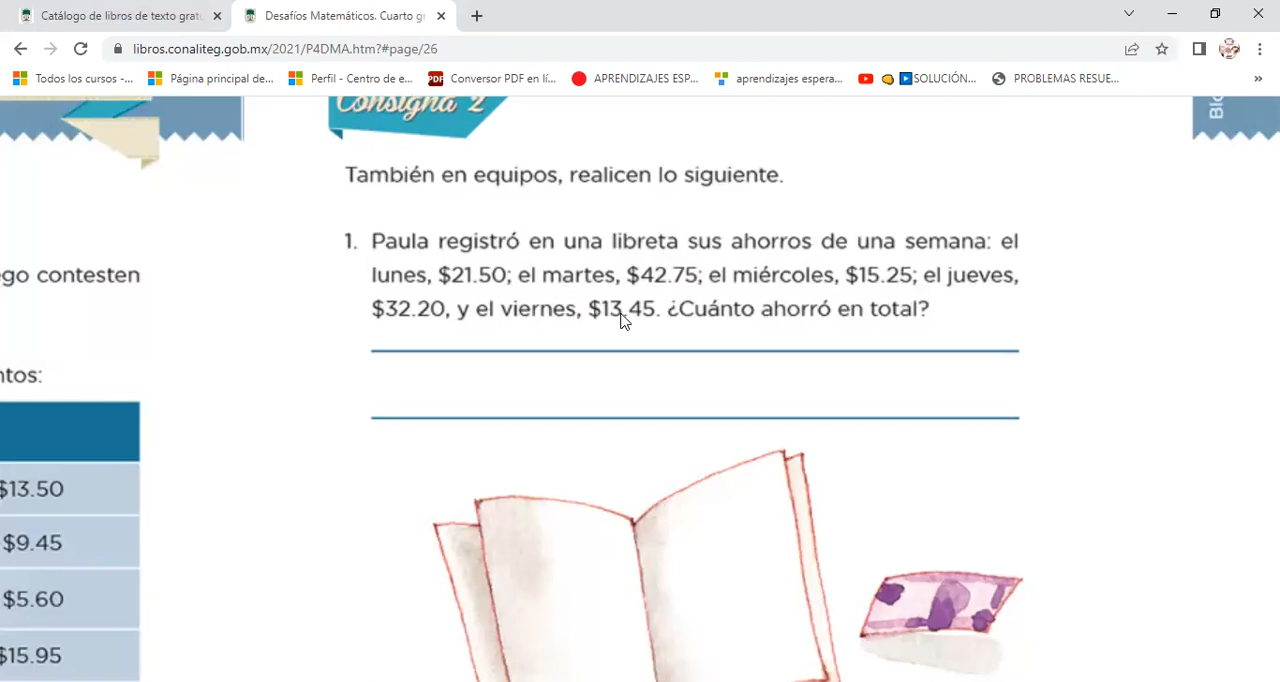 Catálogo de libros de texto grat
Desafíos Matemáticos. Cuarto gr
libros.conaliteg.gob.mx/2021/P4DMA.htm?#page/26
Todos los cursos -...
Página principal de...
Perfil - Centro de e...
PDF
Conversor PDF en lí...
APRENDIZAJES ESP...
aprendizajes espera...
SOLUCIÓN...
PROBLEMAS RESUE...
»
Consigna 2
Blo
También en equipos, realicen lo siguiente.
1. Paula registró en una libreta sus ahorros de una semana: el
lunes, $21.50; el martes, $42.75; el miércoles, $15.25; el jueves,
$32.20, y el viernes, $13.45. ¿Cuánto ahorró en total?
go contesten
ntos:
$13.50
$9.45
$5.60
$15.95